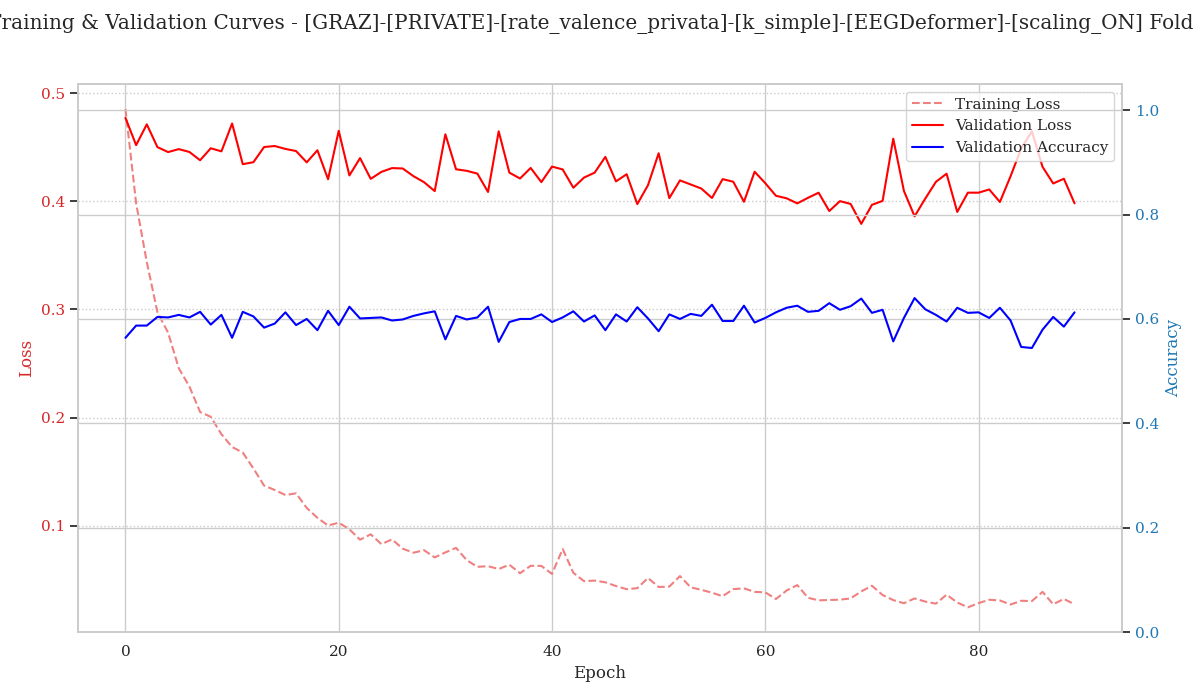 Training & Validation Curves - [GRAZ]-[PRIVATE]-[rate_valence_privata]-[k_simple]-[EEGDeformer]-[scaling_ON] Fold
Training Loss
Validation Loss
Validation Accuracy
0.5
0.4
0.3
0.2
0.1
Loss
1.0
0.8
0.6
0.4
0.2
0.0
Accuracy
0
20
40
60
80
Epoch